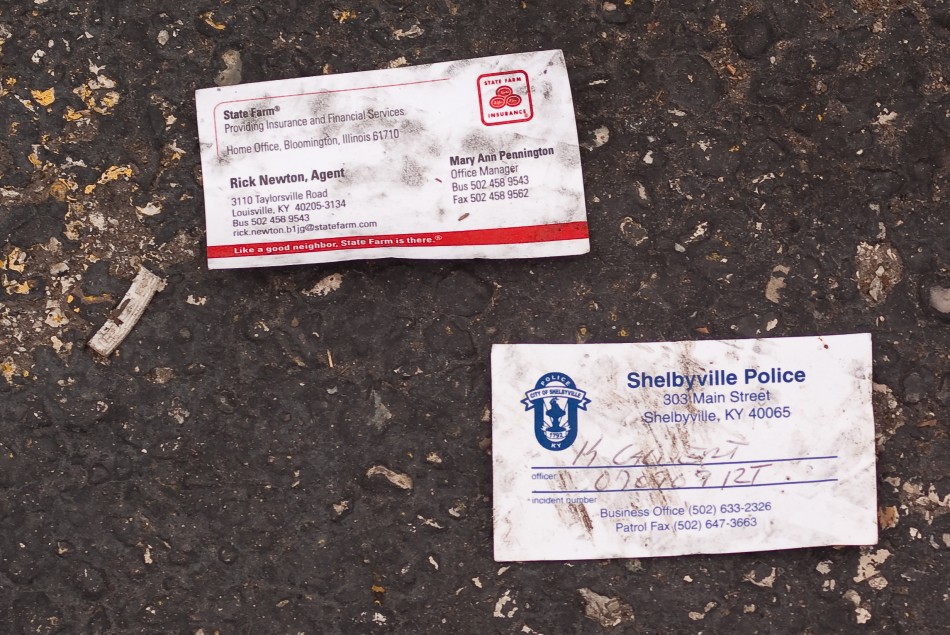 State Farm®
Providing Insurance and Financial Services
Home Office, Bloomington, Illinois 61710
STATE FARM
INSURANCE
Rick Newton, Agent
3110 Taylorsville Road
Louisville, KY 40205-3134
Bus 502 458 9543
rick.newton.b1jg@statefarm.com
Mary Ann Pennington
Office Manager
Bus 502 458 9543
Fax 502 458 9562
Like a good neighbor, State Farm is there.®
POLICE
CITY OF SHELBYVILLE
1792
KY
Shelbyville Police
303 Main Street
Shelbyville, KY 40065
K
officer
incident number
Business Office (502) 633-2326
Patrol Fax (502) 647-3663